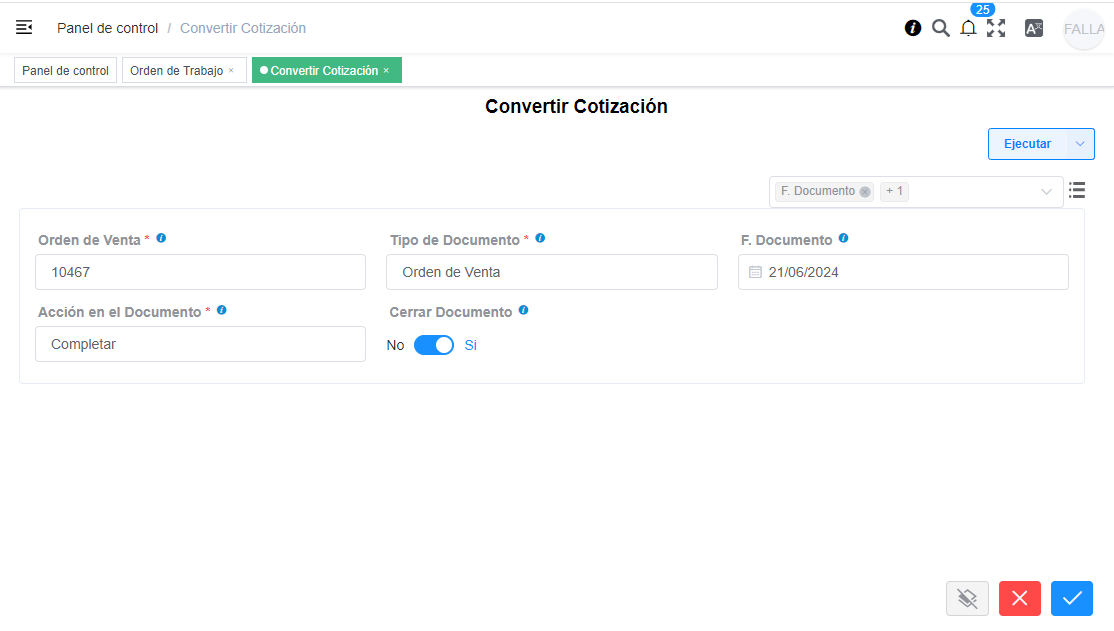 Panel de control / Convertir Cotización
25
FALLA
Panel de control
Orden de Trabajo ×
Convertir Cotización ×
Convertir Cotización
Ejecutar
F. Documento
+ 1
Orden de Venta *
Tipo de Documento *
F. Documento
10467
Orden de Venta
21/06/2024
Acción en el Documento *
Cerrar Documento
Completar
No
Si